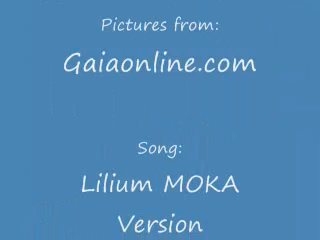 Pictures from:
Gaiaonline.com
Song:
Lilium MOKA
Version